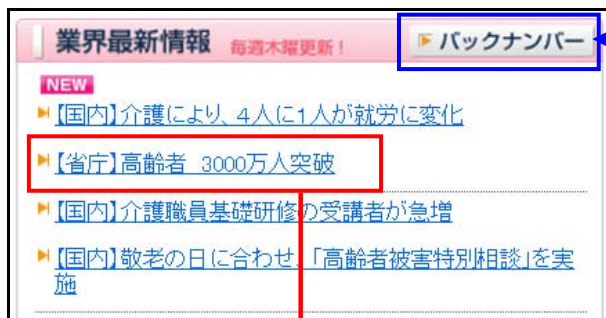 業界最新情報 毎週木曜更新！ バックナンバー
NEW
【国内】介護により、4人に1人が就労に変化
【省庁】高齢者 3000万人突破
【国内】介護職員基礎研修の受講者が急増
【国内】敬老の日に合わせ、「高齢者被害特別相談」を実
施